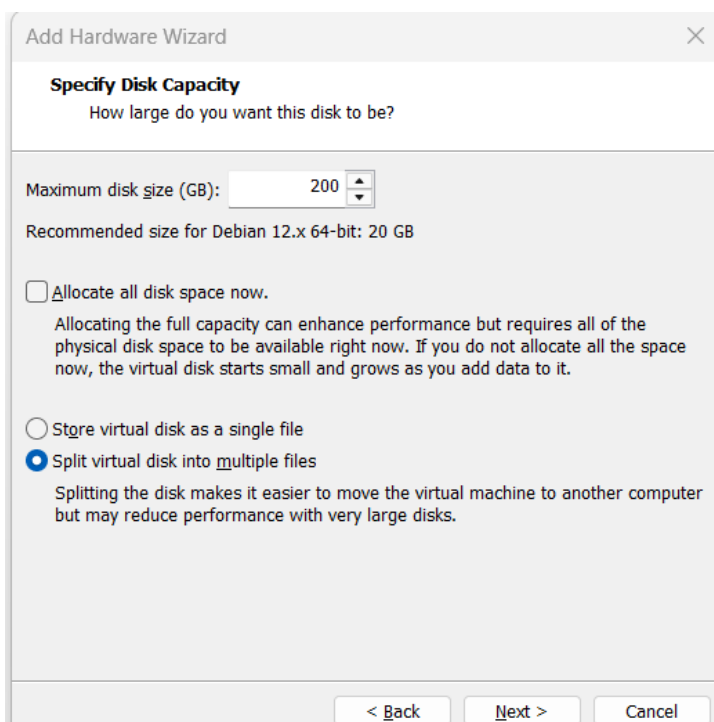 Add Hardware Wizard
Specify Disk Capacity
How large do you want this disk to be?
Maximum disk size (GB): 200
Recommended size for Debian 12.x 64-bit: 20 GB
Allocate all disk space now.
Allocating the full capacity can enhance performance but requires all of the
physical disk space to be available right now. If you do not allocate all the space
now, the virtual disk starts small and grows as you add data to it.
Store virtual disk as a single file
Split virtual disk into multiple files
Splitting the disk makes it easier to move the virtual machine to another computer
but may reduce performance with very large disks.
< Back Next > Cancel